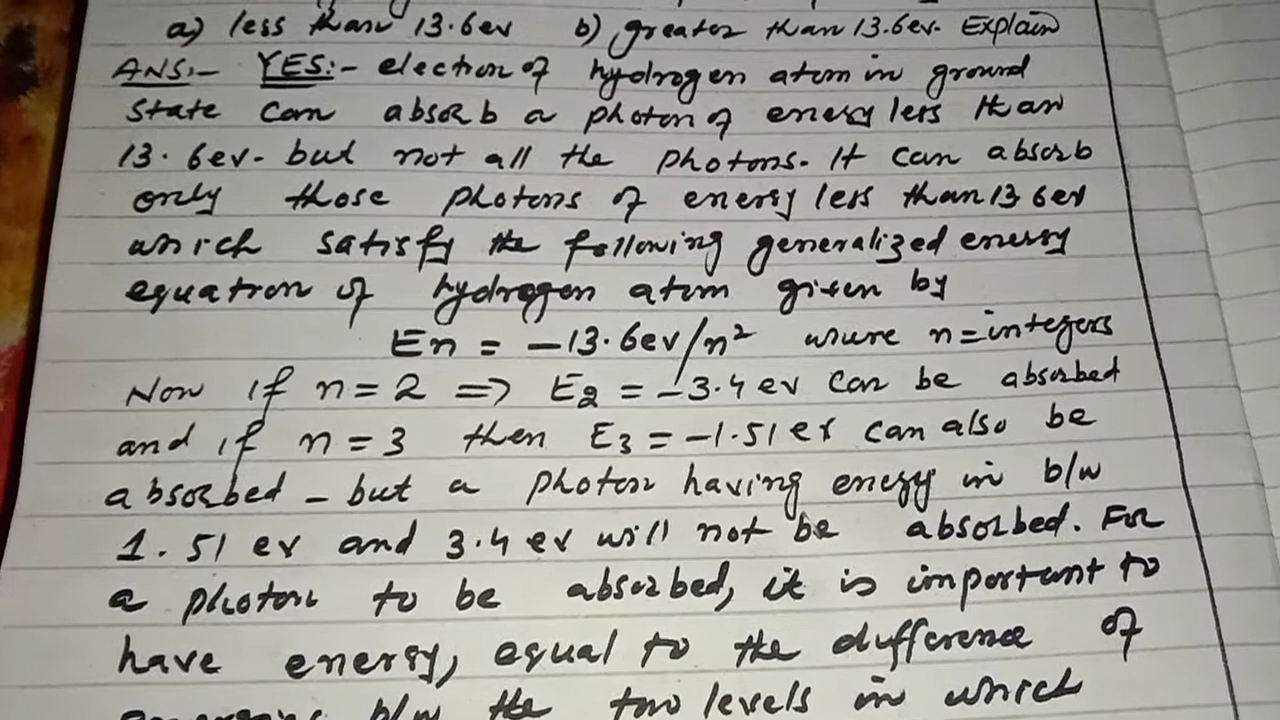 a) less than 13.6ev b) greater than 13.6ev. Explain
ANS:- YES:- electron of hydrogen atom in ground
state can absorb a photon of energy less than
13.6ev- but not all the photons. It can absorb
only those photons of energy less than 13 6ev
which satisfy the following generalized energy
equation of hydrogen atom given by
En = -13.6ev/n² where n=integers
Now if n=2 => E2 = -3.4 ev can be absorbed
and if n=3 then E3 = -1.51 ev can also be
absorbed - but a photon having energy in b/w
1.51 ev and 3.4 ev will not be absorbed. For
a photon to be absorbed, it is important to
have energy, equal to the difference of
b/w the two levels in which